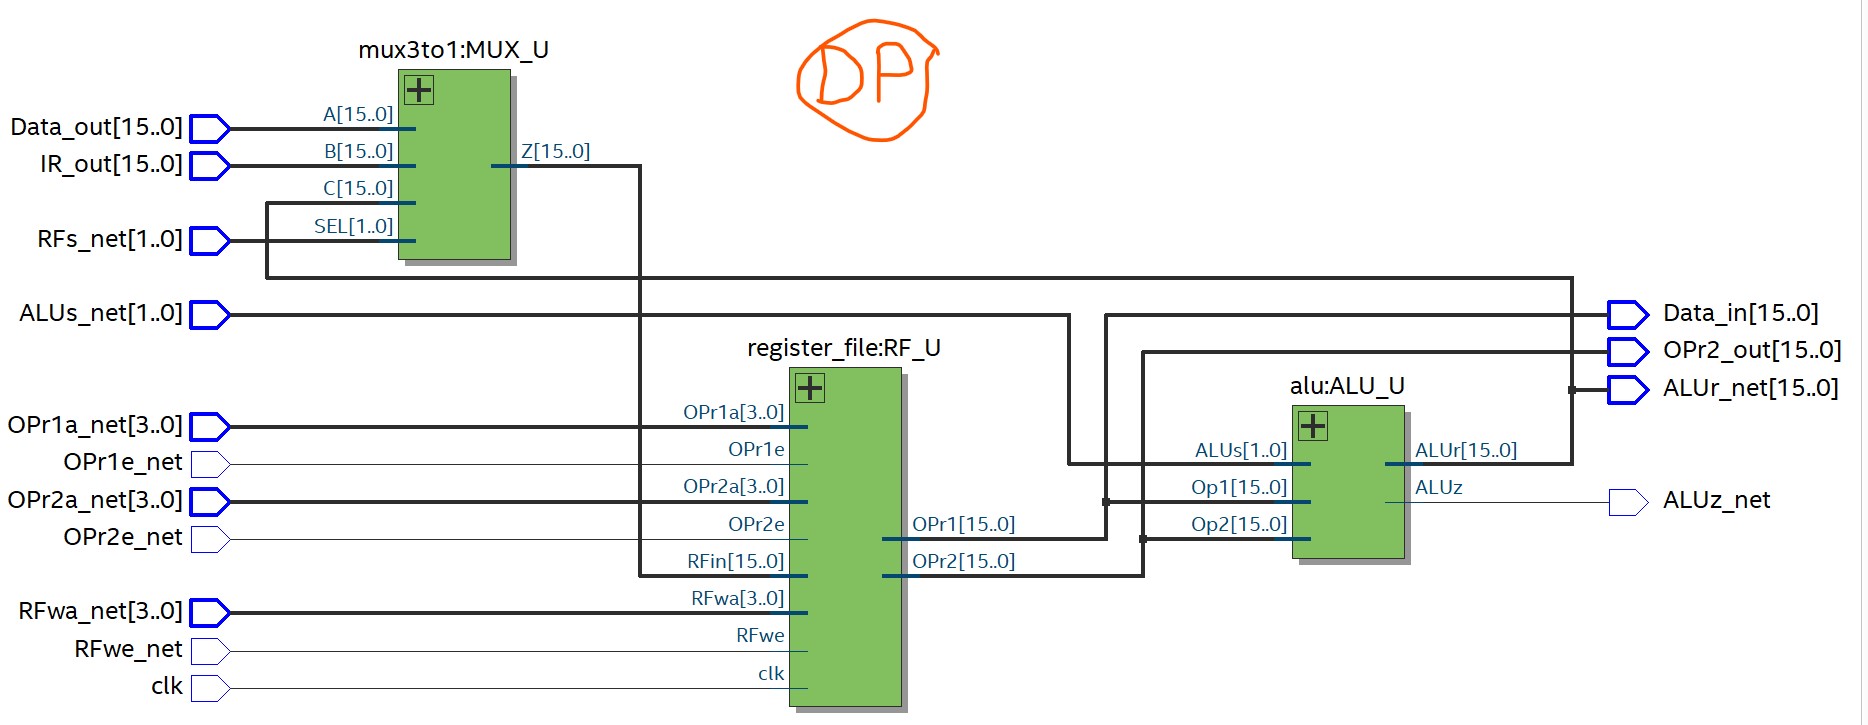 mux3to1:MUX_U
DP
Data_out[15..0]
A[15..0]
IR_out[15..0]
B[15..0]
Z[15..0]
C[15..0]
RFs_net[1..0]
SEL[1..0]
ALUs_net[1..0]
Data_in[15..0]
register_file:RF_U
OPr2_out[15..0]
alu:ALU_U
ALUr_net[15..0]
OPr1a_net[3..0]
OPr1a[3..0]
OPr1e_net
OPr1e
ALUs[1..0]
ALUr[15..0]
OPr2a_net[3..0]
OPr2a[3..0]
Op1[15..0]
ALUz
ALUz_net
OPr2e_net
OPr2e
OPr1[15..0]
Op2[15..0]
RFin[15..0]
OPr2[15..0]
RFwa_net[3..0]
RFwa[3..0]
RFwe_net
RFwe
clk
clk